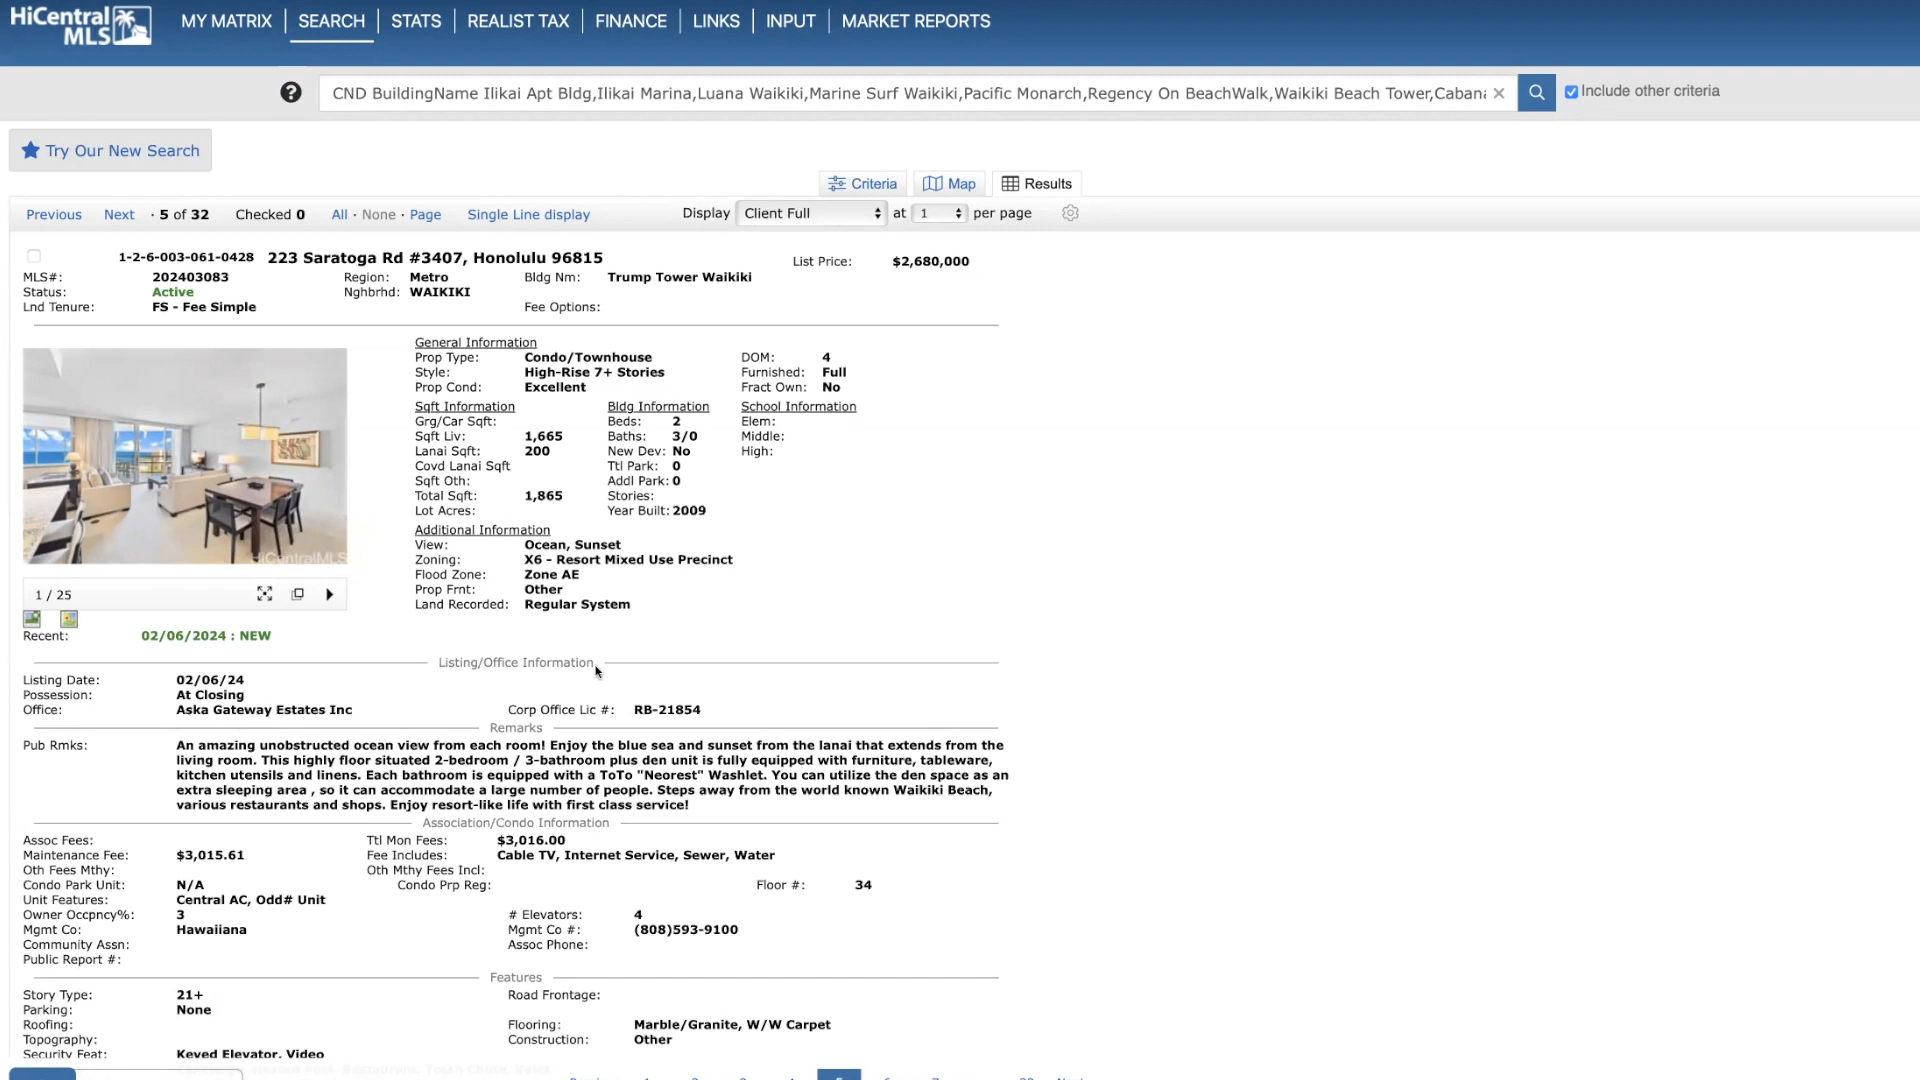 HiCentral MLS
MY MATRIX SEARCH STATS REALIST TAX FINANCE LINKS INPUT MARKET REPORTS
? CND BuildingName Ilikai Apt Bldg,Ilikai Marina,Luana Waikiki,Marine Surf Waikiki,Pacific Monarch,Regency On BeachWalk,Waikiki Beach Tower,Cabana Include other criteria
Try Our New Search
Criteria Map Results
Previous Next · 5 of 32 Checked 0 All · None · Page Single Line display Display Client Full at 1 per page
1-2-6-003-061-0428 223 Saratoga Rd #3407, Honolulu 96815 List Price: $2,680,000
MLS#: 202403083 Region: Metro Bldg Nm: Trump Tower Waikiki
Status: Active Nghbrhd: WAIKIKI
Lnd Tenure: FS - Fee Simple Fee Options:
General Information
Prop Type: Condo/Townhouse DOM: 4
Style: High-Rise 7+ Stories Furnished: Full
Prop Cond: Excellent Fract Own: No
Sqft Information Bldg Information School Information
Grg/Car Sqft: Beds: 2 Elem:
Sqft Liv: 1,665 Baths: 3/0 Middle:
Lanai Sqft: 200 New Dev: No High:
Covd Lanai Sqft Ttl Park: 0
Sqft Oth: Addl Park: 0
Total Sqft: 1,865 Stories:
Lot Acres: Year Built: 2009
Additional Information
View: Ocean, Sunset
Zoning: X6 - Resort Mixed Use Precinct
HiCentralMLS
Flood Zone: Zone AE
Prop Frnt: Other
1 / 25
Land Recorded: Regular System
Recent: 02/06/2024 : NEW
Listing/Office Information
Listing Date: 02/06/24
Possession: At Closing
Office: Aska Gateway Estates Inc Corp Office Lic #: RB-21854
Remarks
Pub Rmks: An amazing unobstructed ocean view from each room! Enjoy the blue sea and sunset from the lanai that extends from the
living room. This highly floor situated 2-bedroom / 3-bathroom plus den unit is fully equipped with furniture, tableware,
kitchen utensils and linens. Each bathroom is equipped with a ToTo "Neorest" Washlet. You can utilize the den space as an
extra sleeping area , so it can accommodate a large number of people. Steps away from the world known Waikiki Beach,
various restaurants and shops. Enjoy resort-like life with first class service!
Association/Condo Information
Assoc Fees: Ttl Mon Fees: $3,016.00
Maintenance Fee: $3,015.61 Fee Includes: Cable TV, Internet Service, Sewer, Water
Oth Fees Mthy: Oth Mthy Fees Incl:
Condo Park Unit: N/A Condo Prp Reg: Floor #: 34
Unit Features: Central AC, Odd# Unit
Owner Occpncy%: 3 # Elevators: 4
Mgmt Co: Hawaiiana Mgmt Co #: (808)593-9100
Community Assn: Assoc Phone:
Public Report #:
Features
Story Type: 21+ Road Frontage:
Parking: None
Roofing: Flooring: Marble/Granite, W/W Carpet
Topography: Construction: Other
Security Feat: Keyed Elevator, Video